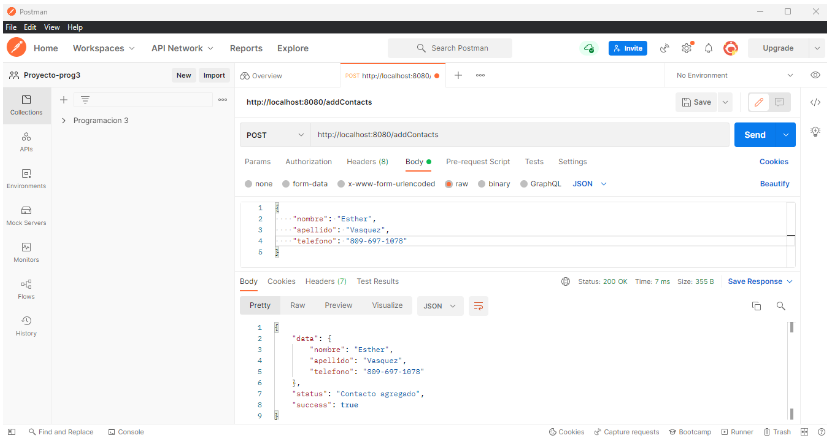 Postman
File Edit View Help
Home Workspaces API Network Reports Explore Search Postman Invite Upgrade
Proyecto-prog3 New Import Overview POST http://localhost:8080/ No Environment
Collections
Programacion 3
APIs
Environments
Mock Servers
Monitors
Flows
History
http://localhost:8080/addContacts Save
POST http://localhost:8080/addContacts Send
Params Authorization Headers (8) Body Pre-request Script Tests Settings Cookies
none form-data x-www-form-urlencoded raw binary GraphQL JSON Beautify
1 {
2 "nombre": "Esther",
3 "apellido": "Vasquez",
4 "telefono": "809-697-1078"
5 }
Body Cookies Headers (7) Test Results Status: 200 OK Time: 7 ms Size: 355 B Save Response
Pretty Raw Preview Visualize JSON
1 {
2 "data": {
3 "nombre": "Esther",
4 "apellido": "Vasquez",
5 "telefono": "809-697-1078"
6 },
7 "status": "Contacto agregado",
8 "success": true
9 }
Find and Replace Console Cookies Capture requests Bootcamp Runner Trash